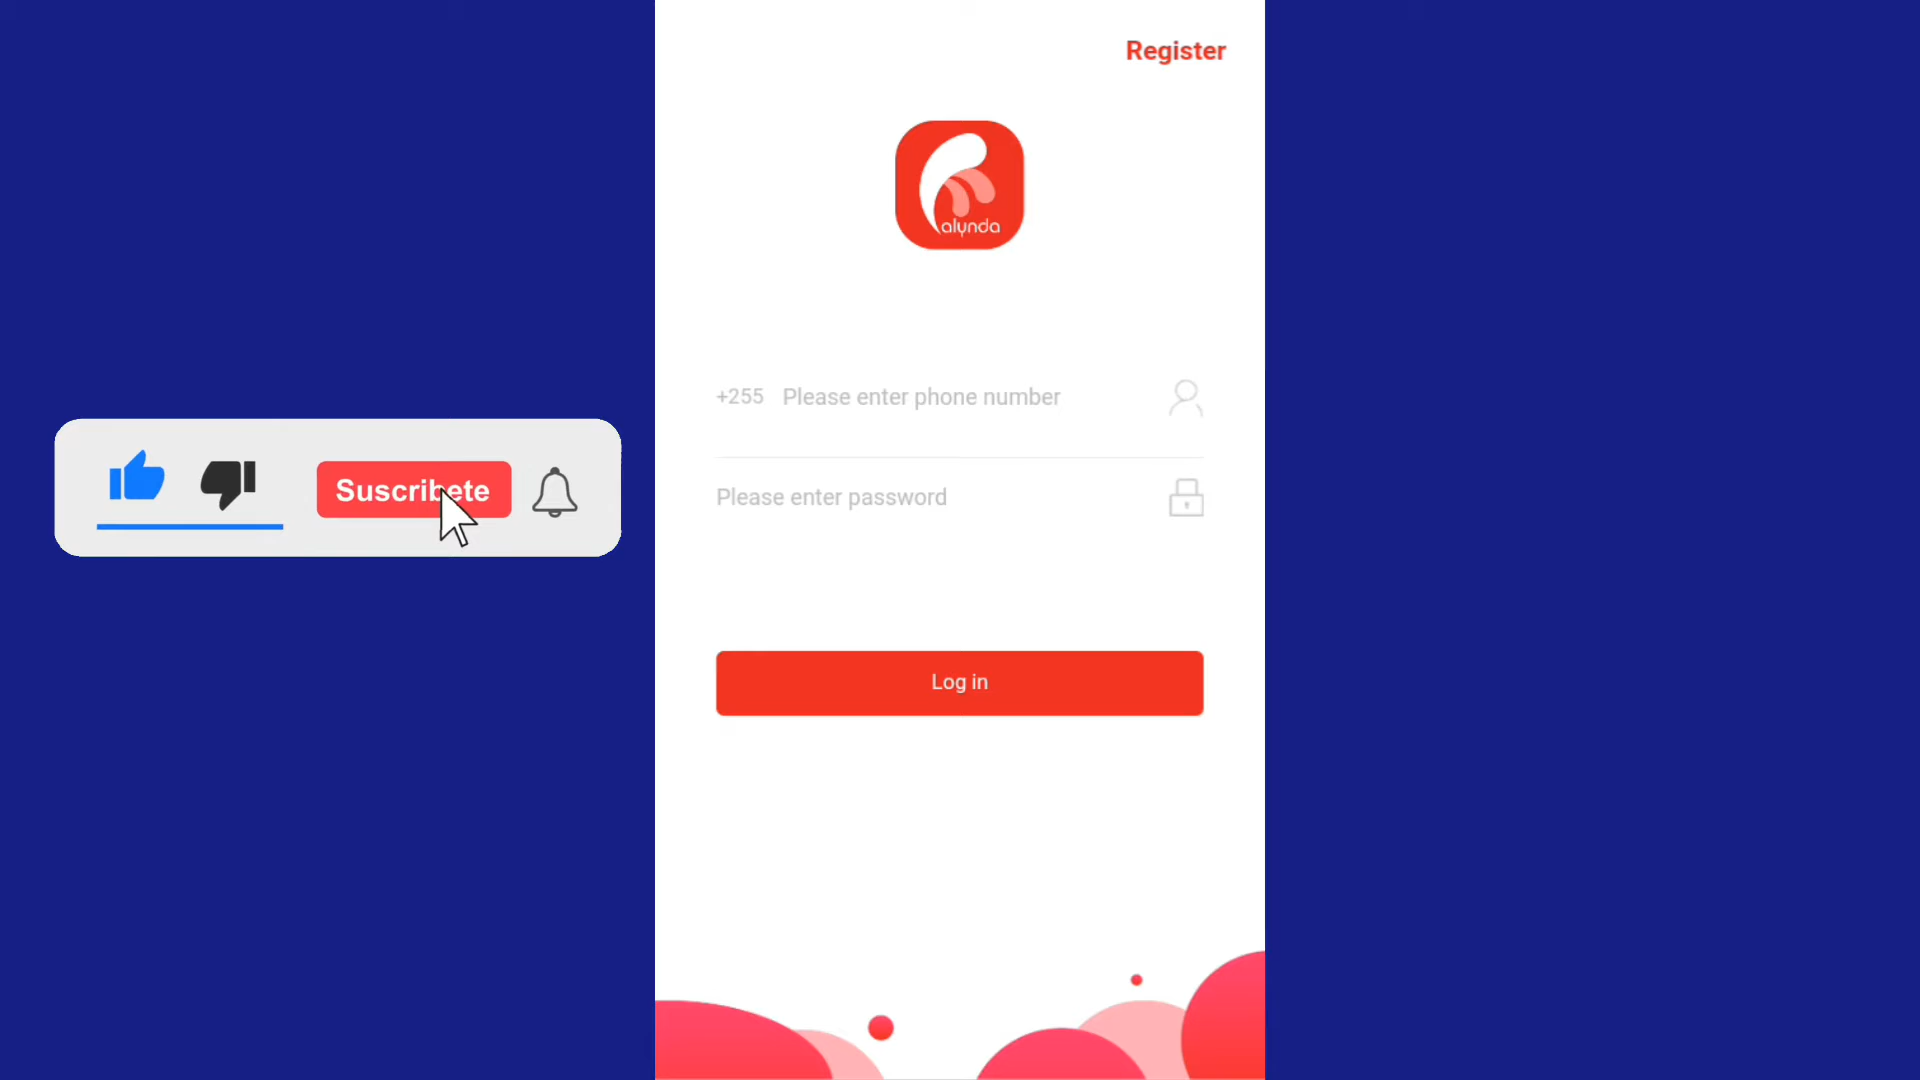 Register
alynda
+255 Please enter phone number
Suscribete
Please enter password
Log in